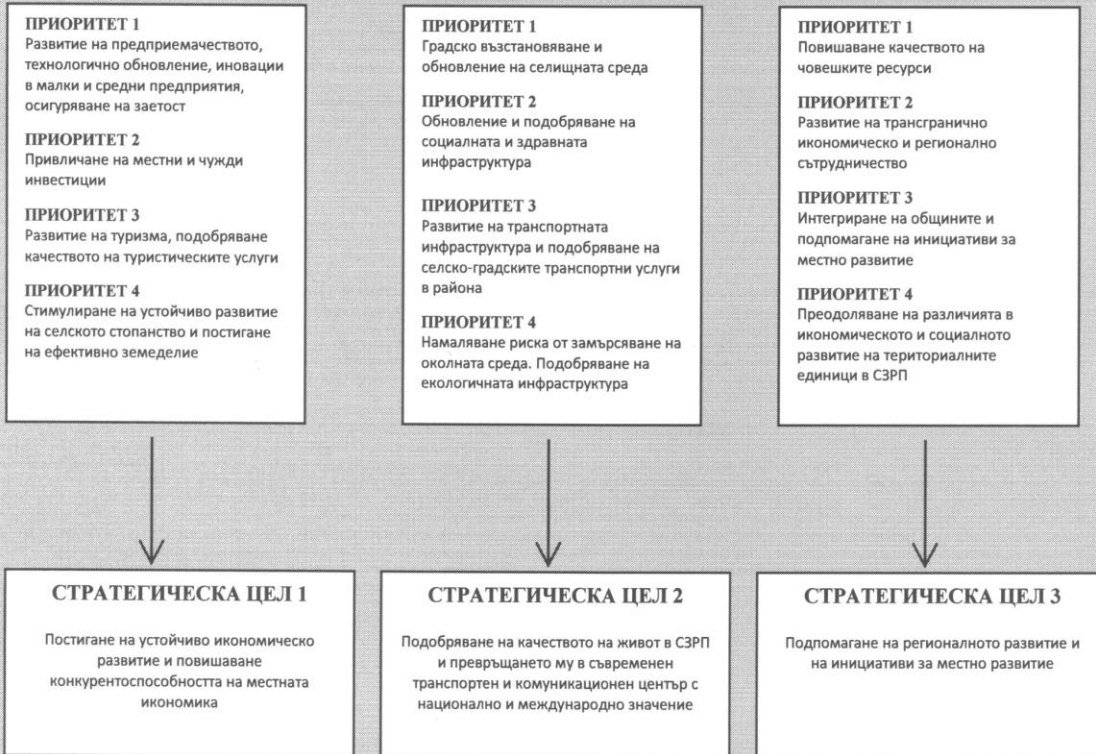 ПРИОРИТЕТ 1
Развитие на предприемачеството,
технологично обновление, иновации
в малки и средни предприятия,
осигуряване на заетост
ПРИОРИТЕТ 2
Привличане на местни и чужди
инвестиции
ПРИОРИТЕТ 3
Развитие на туризма, подобряване
качеството на туристическите услуги
ПРИОРИТЕТ 4
Стимулиране на устойчиво развитие
на селското стопанство и постигане
на ефективно земеделие
ПРИОРИТЕТ 1
Градско възстановяване и
обновление на селищната среда
ПРИОРИТЕТ 2
Обновление и подобряване на
социалната и здравната
инфраструктура
ПРИОРИТЕТ 3
Развитие на транспортната
инфраструктура и подобряване на
селско-градските транспортни услуги
в района
ПРИОРИТЕТ 4
Намаляване риска от замърсяване на
околната среда. Подобряване на
екологичната инфраструктура
ПРИОРИТЕТ 1
Повишаване качеството на
човешките ресурси
ПРИОРИТЕТ 2
Развитие на трансгранично
икономическо и регионално
сътрудничество
ПРИОРИТЕТ 3
Интегриране на общините и
подпомагане на инициативи за
местно развитие
ПРИОРИТЕТ 4
Преодоляване на различията в
икономическото и социалното
развитие на териториалните
единици в СЗРП
СТРАТЕГИЧЕСКА ЦЕЛ 1
Постигане на устойчиво икономическо
развитие и повишаване
конкурентоспособността на местната
икономика
СТРАТЕГИЧЕСКА ЦЕЛ 2
Подобряване на качеството на живот в СЗРП
и превръщането му в съвременен
транспортен и комуникационен център с
национално и международно значение
СТРАТЕГИЧЕСКА ЦЕЛ 3
Подпомагане на регионалното развитие и
на инициативи за местно развитие